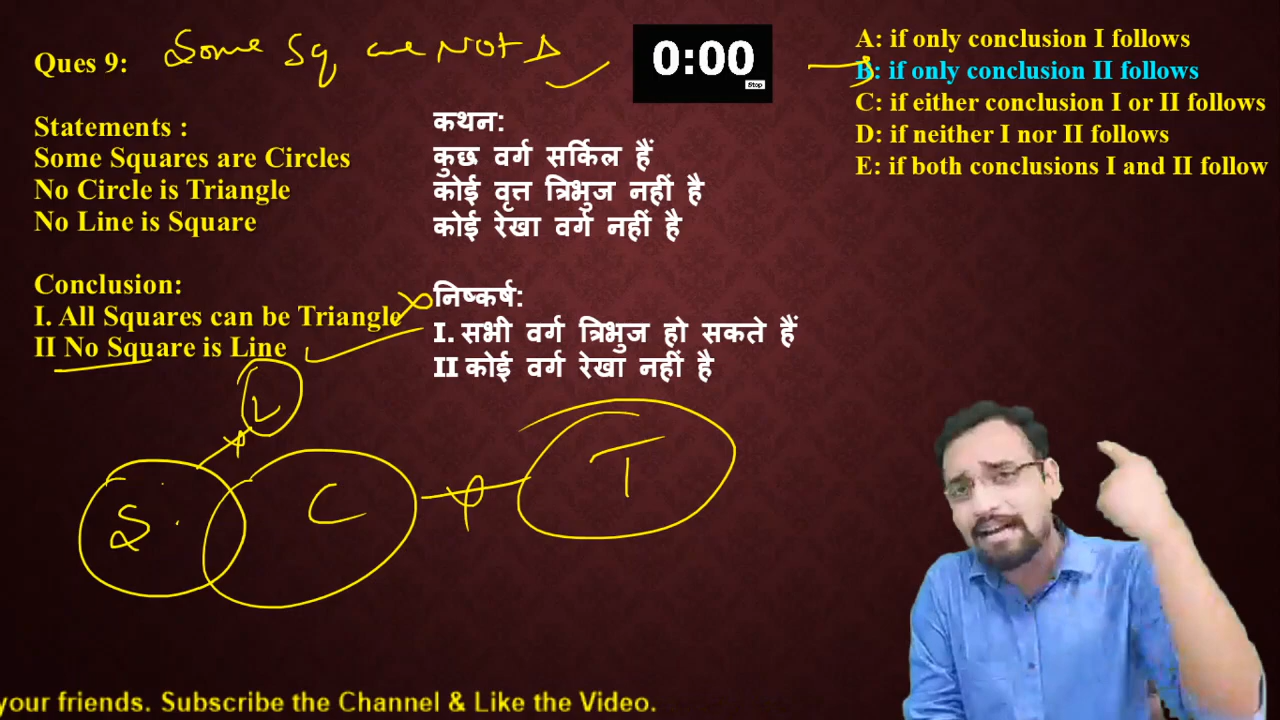 Ques 9:
Some Sq are Not Δ
0:00
Stop
A: if only conclusion I follows
B: if only conclusion II follows
C: if either conclusion I or II follows
D: if neither I nor II follows
E: if both conclusions I and II follow
Statements :
Some Squares are Circles
No Circle is Triangle
No Line is Square
Conclusion:
I. All Squares can be Triangle
II No Square is Line
कथन:
कुछ वर्ग सर्किल हैं
कोई वृत्त त्रिभुज नहीं है
कोई रेखा वर्ग नहीं है
निष्कर्ष:
I. सभी वर्ग त्रिभुज हो सकते हैं
II कोई वर्ग रेखा नहीं है
L
S
C
T
your friends. Subscribe the Channel & Like the Video.